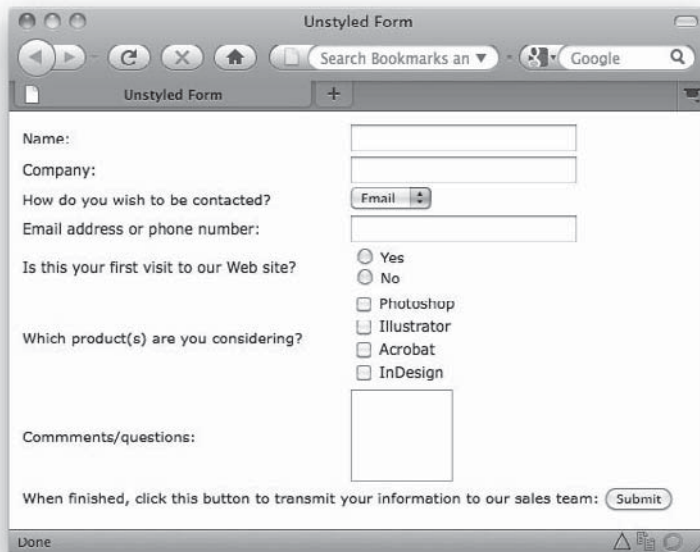 Unstyled Form
Search Bookmarks an
Google
Unstyled Form
+
Name:
Company:
How do you wish to be contacted?
Email
Email address or phone number:
Is this your first visit to our Web site?
Yes
No
Which product(s) are you considering?
Photoshop
Illustrator
Acrobat
InDesign
Commments/questions:
When finished, click this button to transmit your information to our sales team:
Submit
Done